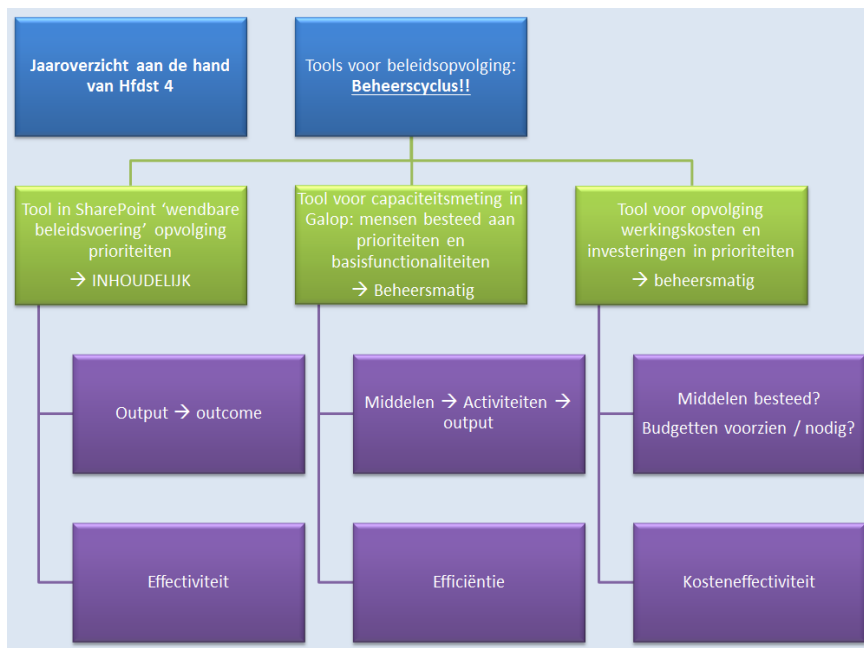 Jaaroverzicht aan de hand
van Hfdst 4
Tools voor beleidsopvolging:
Beheerscyclus!!
Tool in SharePoint ‘wendbare
beleidsvoering’ opvolging
prioriteiten
→ INHOUDELIJK
Tool voor capaciteitsmeting in
Galop: mensen besteed aan
prioriteiten en
basisfunctionaliteiten
→ Beheersmatig
Tool voor opvolging
werkingskosten en
investeringen in prioriteiten
→ beheersmatig
Output → outcome
Middelen → Activiteiten →
output
Middelen besteed?
Budgetten voorzien / nodig?
Effectiviteit
Efficiëntie
Kosteneffectiviteit